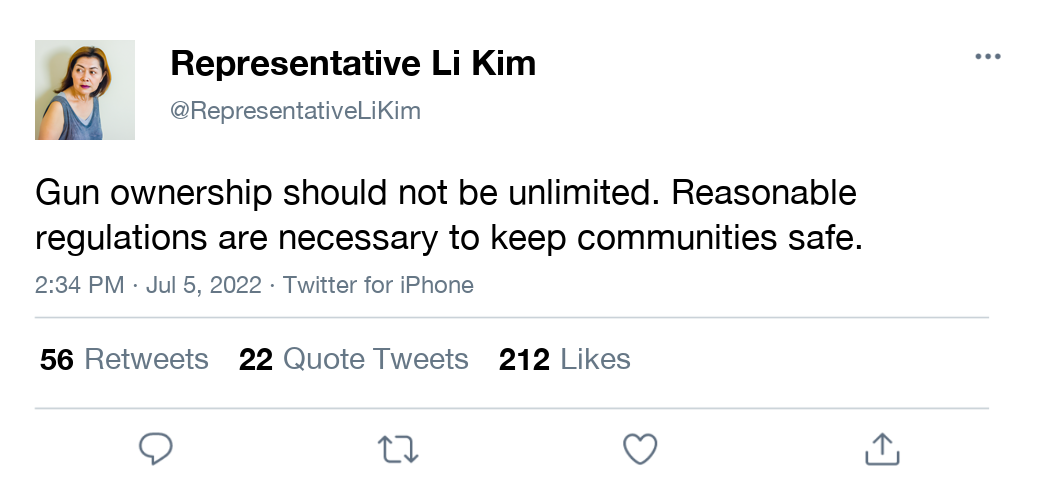 Representative Li Kim
@RepresentativeLiKim
Gun ownership should not be unlimited. Reasonable
regulations are necessary to keep communities safe.
2:34 PM · Jul 5, 2022 · Twitter for iPhone
56 Retweets 22 Quote Tweets 212 Likes